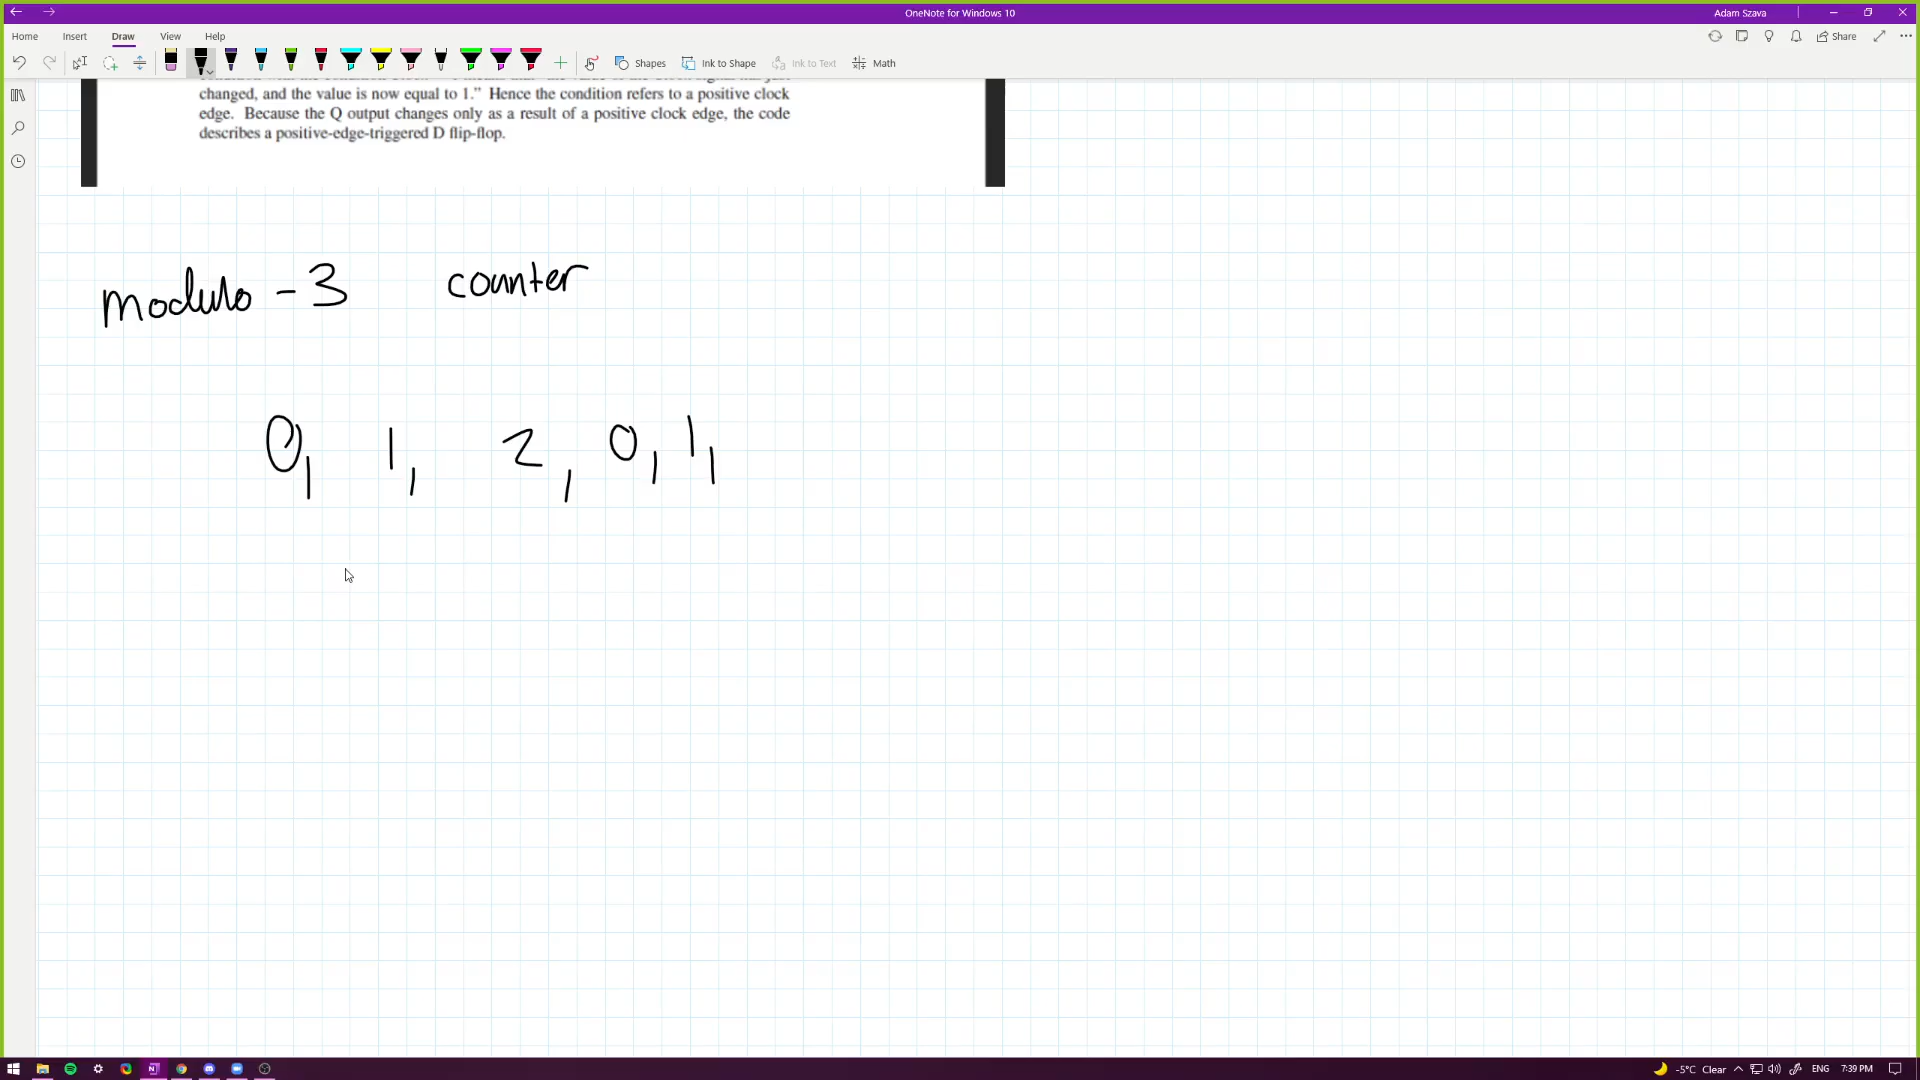 OneNote for Windows 10
Adam Szava
Home Insert Draw View Help
Share
Shapes Ink to Shape Ink to Text Math
changed, and the value is now equal to 1.” Hence the condition refers to a positive clock
edge. Because the Q output changes only as a result of a positive clock edge, the code
describes a positive-edge-triggered D flip-flop.
modulo - 3 counter
0, 1, 2, 0, 1,
-5°C Clear ENG 7:39 PM